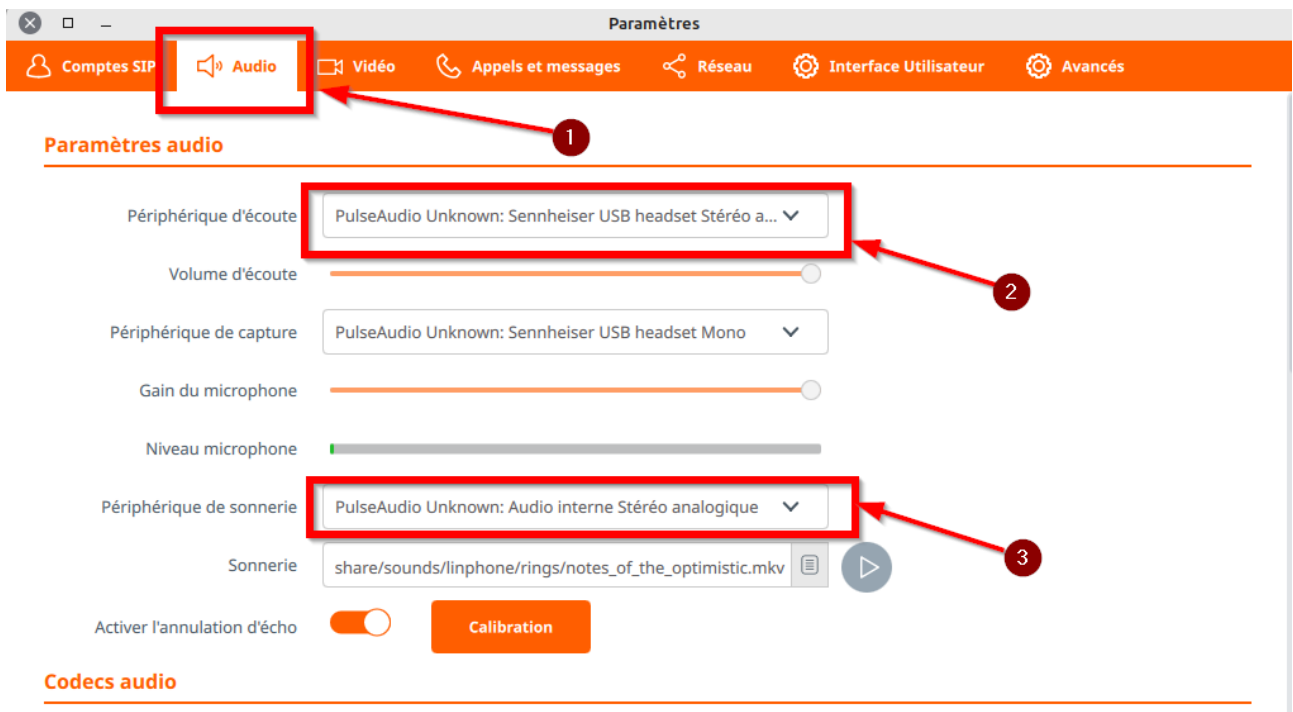 Paramètres
Comptes SIP Audio Vidéo Appels et messages Réseau Interface Utilisateur Avancés
1
Paramètres audio
Périphérique d'écoute PulseAudio Unknown: Sennheiser USB headset Stéréo a...
Volume d'écoute
2
Périphérique de capture PulseAudio Unknown: Sennheiser USB headset Mono
Gain du microphone
Niveau microphone
Périphérique de sonnerie PulseAudio Unknown: Audio interne Stéréo analogique
3
Sonnerie share/sounds/linphone/rings/notes_of_the_optimistic.mkv
Activer l'annulation d'écho Calibration
Codecs audio